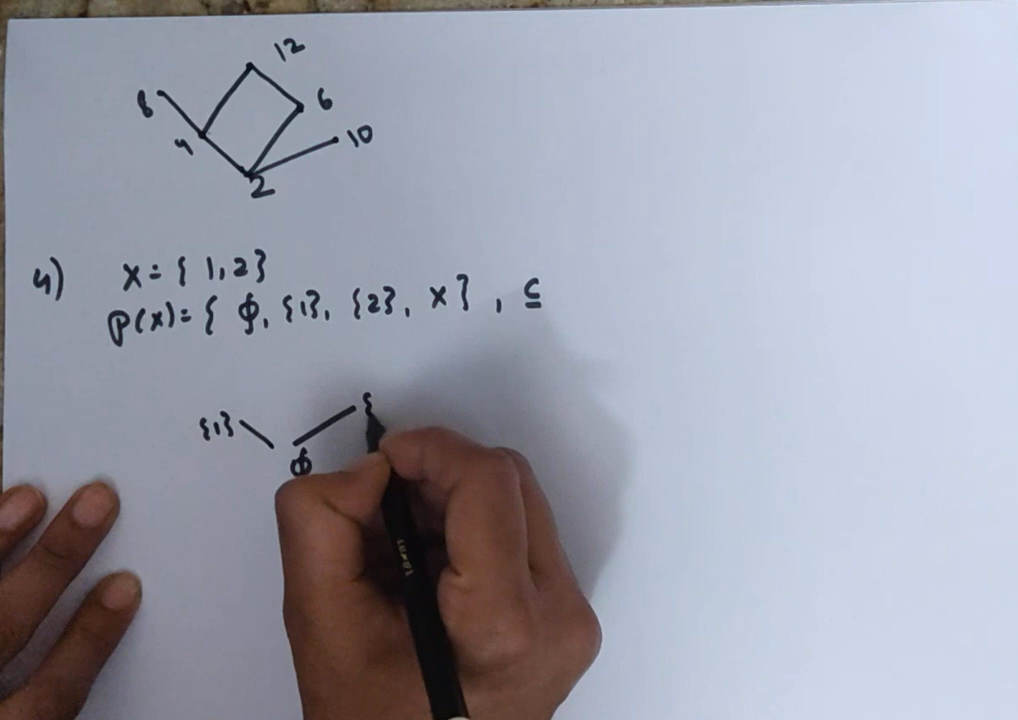 12
8
6
4
10
2
4) X = { 1, 2 }
P(X) = { ϕ, {1}, {2}, X } , ⊆
{1} {
ϕ